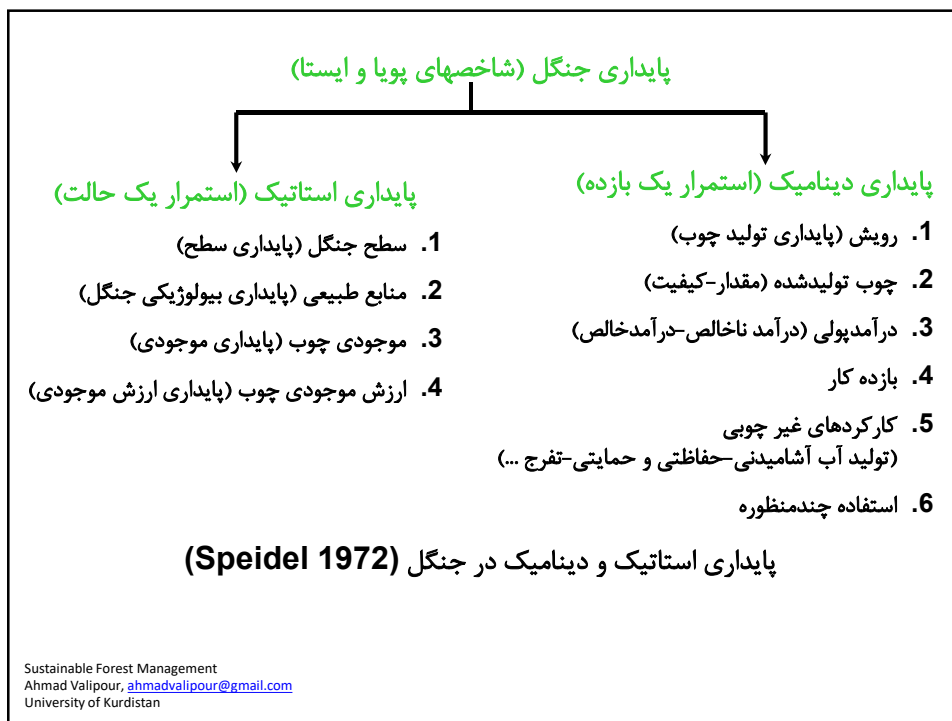 پایداری جنگل (شاخصهای پویا و ایستا)
پایداری دینامیک (استمرار یک بازده)
1. رویش (پایداری تولید چوب)
2. چوب تولیدشده (مقدار-کیفیت)
3. درآمدپولی (درآمد ناخالص-درآمدخالص)
4. بازده کار
5. کارکردهای غیر چوبی
(تولید آب آشامیدنی-حفاظتی و حمایتی-تفرج ...)
6. استفاده چندمنظوره
پایداری استاتیک (استمرار یک حالت)
1. سطح جنگل (پایداری سطح)
2. منابع طبیعی (پایداری بیولوژیکی جنگل)
3. موجودی چوب (پایداری موجودی)
4. ارزش موجودی چوب (پایداری ارزش موجودی)
پایداری استاتیک و دینامیک در جنگل (Speidel 1972)
Sustainable Forest Management
Ahmad Valipour, ahmadvalipour@gmail.com
University of Kurdistan